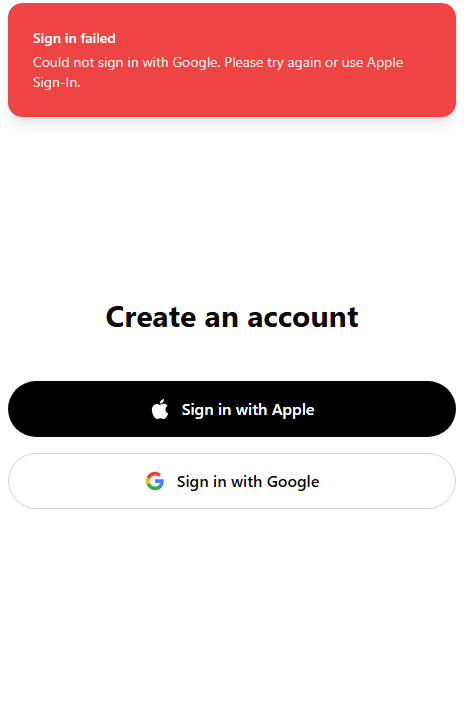 Sign in failed
Could not sign in with Google. Please try again or use Apple
Sign-In.
Create an account
Sign in with Apple
Sign in with Google